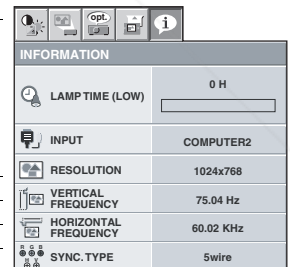 opt.
i
INFORMATION
LAMP TIME (LOW)
0 H
INPUT
COMPUTER2
RESOLUTION
1024x768
VERTICAL
FREQUENCY
75.04 Hz
HORIZONTAL
FREQUENCY
60.02 KHz
R G B
H V
SYNC. TYPE
5wire